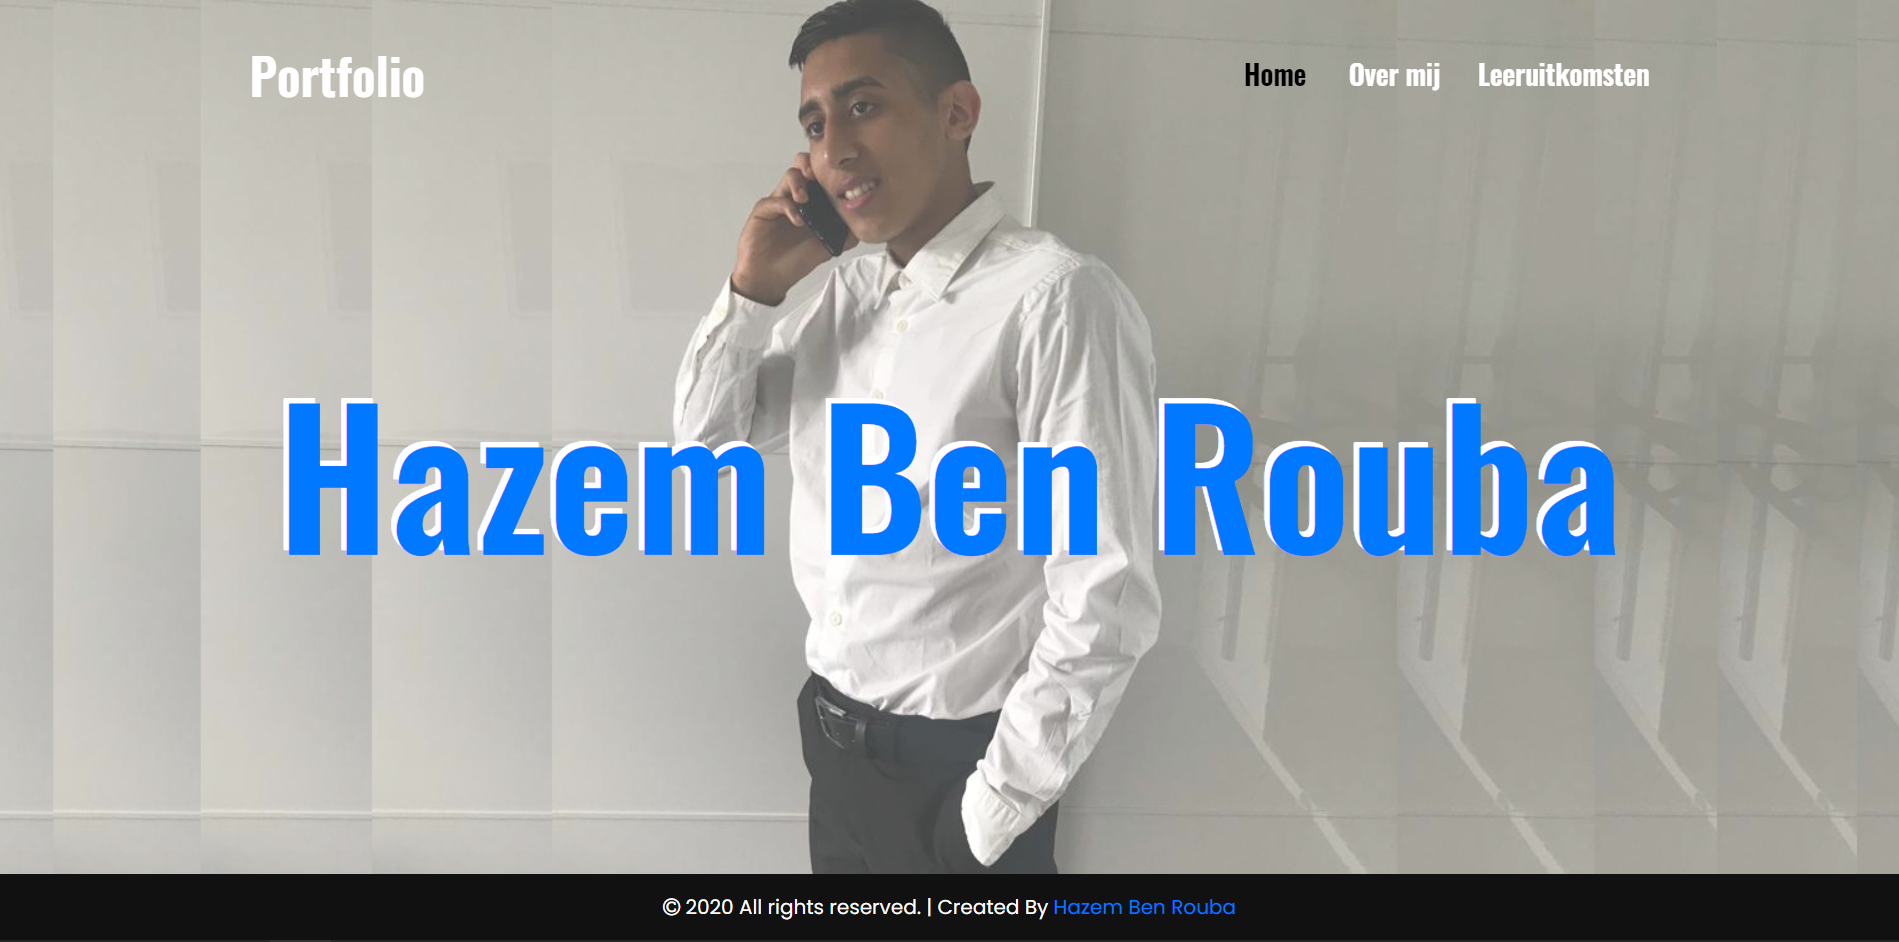 Portfolio
Home Over mij Leeruitkomsten
Hazem Ben Rouba
© 2020 All rights reserved. | Created By Hazem Ben Rouba